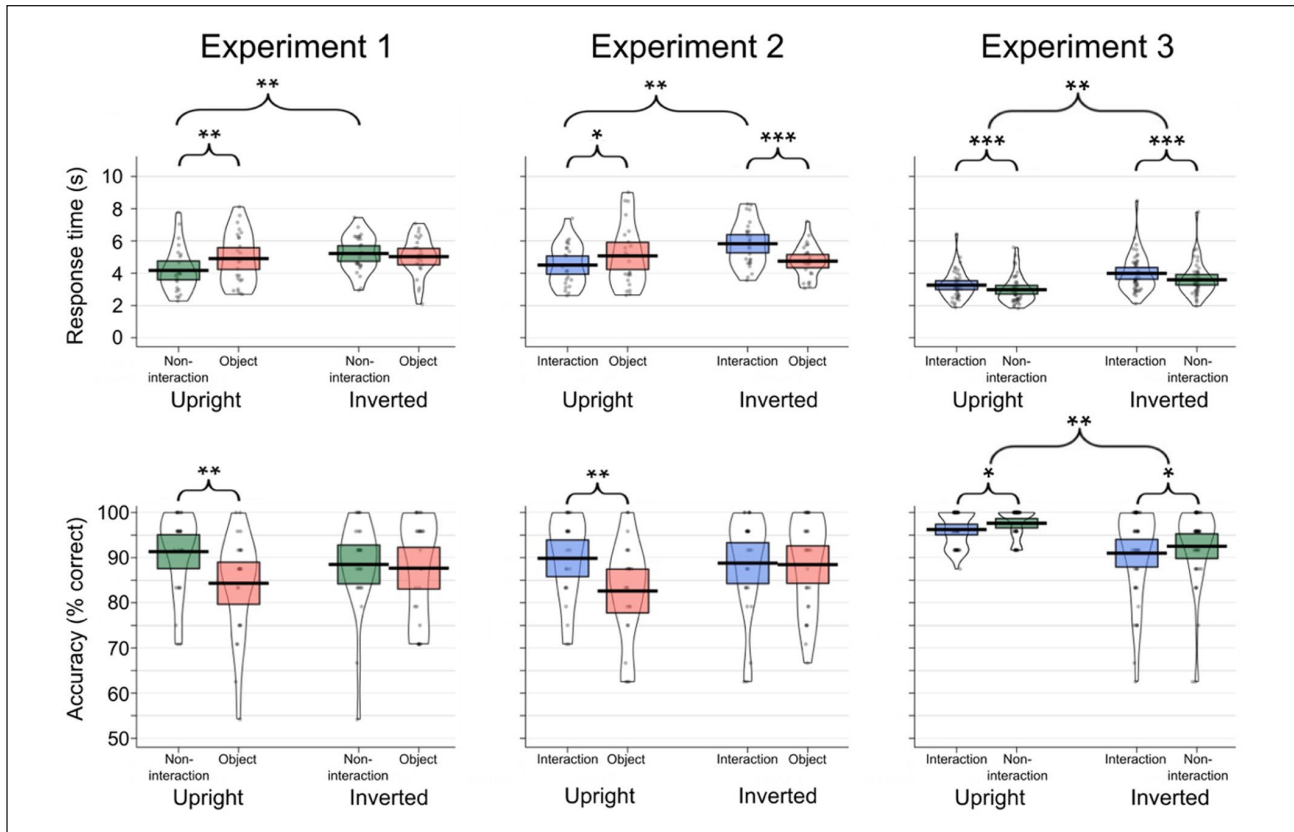 Experiment 1
Experiment 2
Experiment 3
**
**
**
**
*
***
***
***
Response time (s)
10
8
6
4
2
0
Non-
interaction
Object
Non-
interaction
Object
Upright
Inverted
Interaction
Object
Interaction
Object
Upright
Inverted
Interaction
Non-
interaction
Interaction
Non-
interaction
Upright
Inverted
**
**
**
*
*
Accuracy (% correct)
100
90
80
70
60
50
Non-
interaction
Object
Non-
interaction
Object
Upright
Inverted
Interaction
Object
Interaction
Object
Upright
Inverted
Interaction
Non-
interaction
Interaction
Non-
interaction
Upright
Inverted